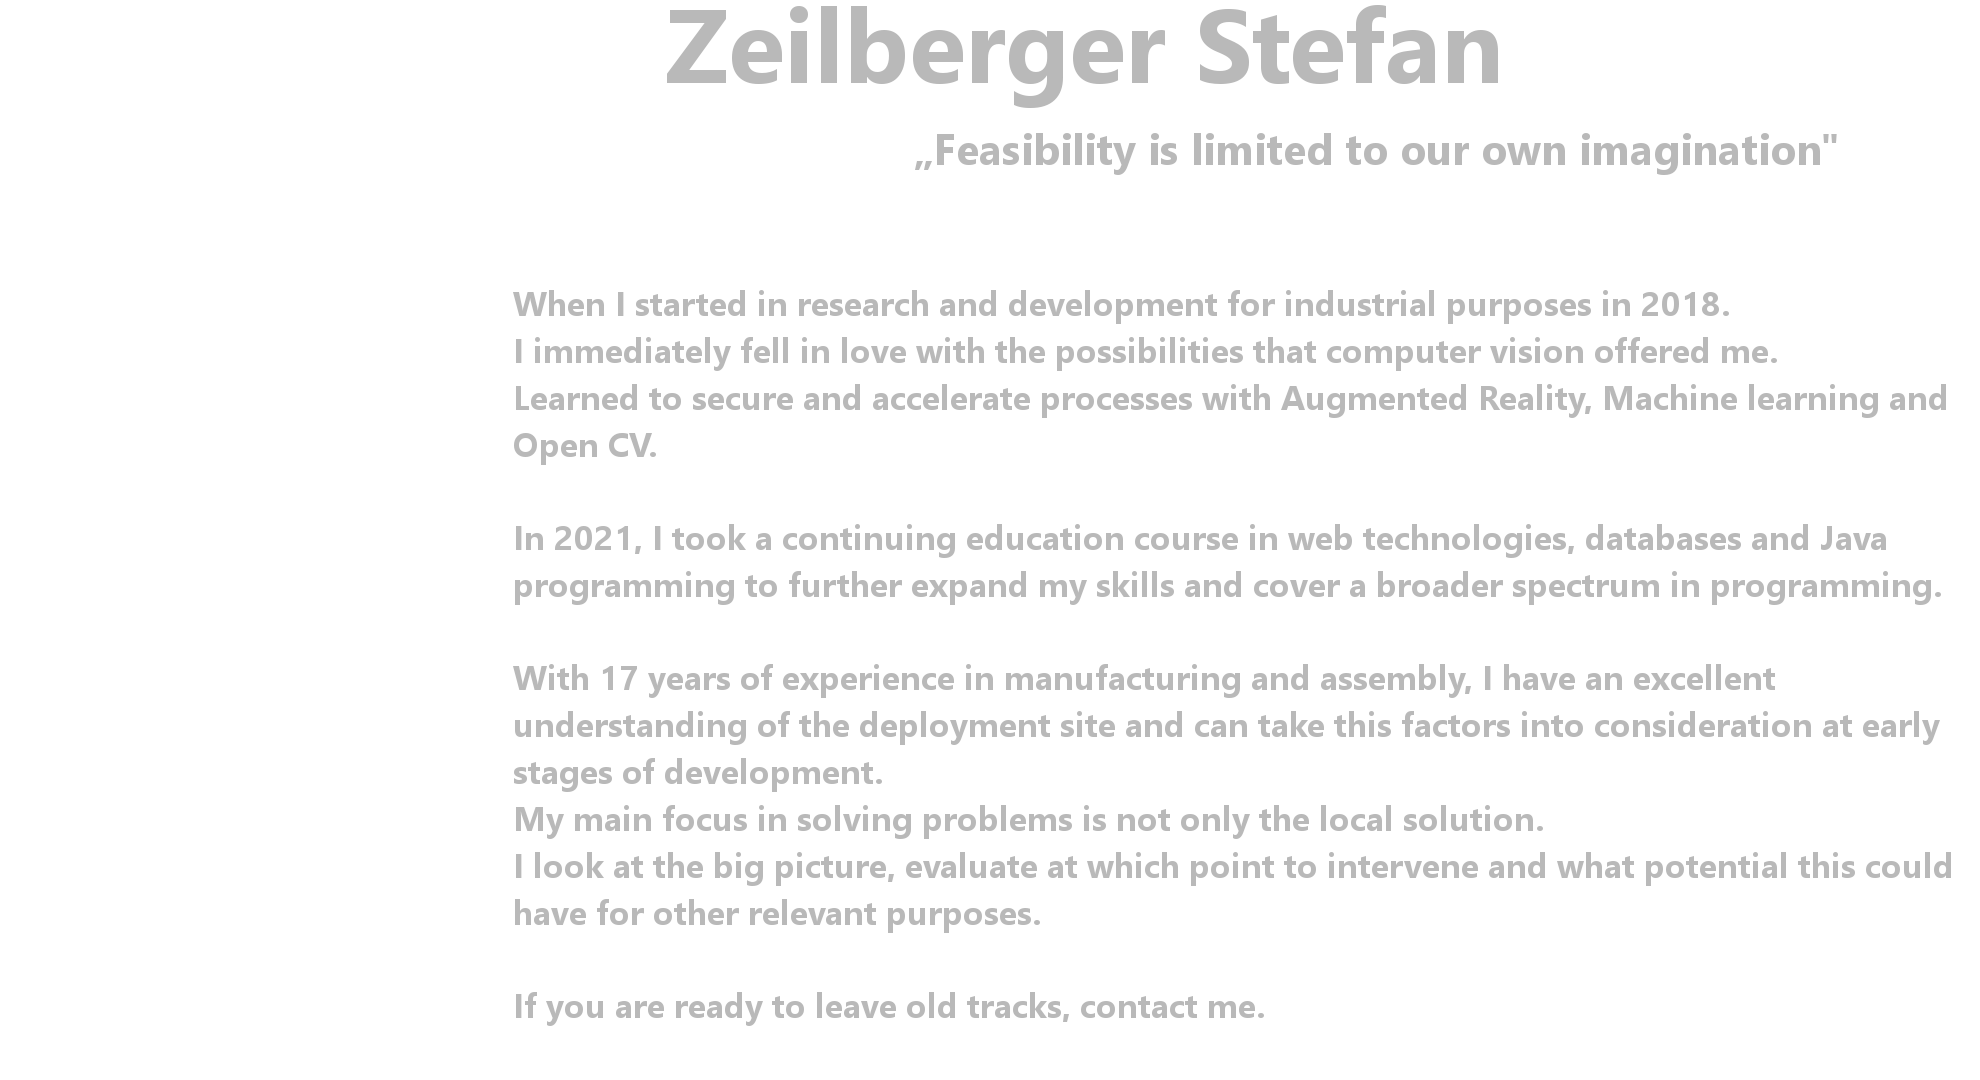 Zeilberger Stefan
„Feasibility is limited to our own imagination"
When I started in research and development for industrial purposes in 2018.
I immediately fell in love with the possibilities that computer vision offered me.
Learned to secure and accelerate processes with Augmented Reality, Machine learning and
Open CV.
In 2021, I took a continuing education course in web technologies, databases and Java
programming to further expand my skills and cover a broader spectrum in programming.
With 17 years of experience in manufacturing and assembly, I have an excellent
understanding of the deployment site and can take this factors into consideration at early
stages of development.
My main focus in solving problems is not only the local solution.
I look at the big picture, evaluate at which point to intervene and what potential this could
have for other relevant purposes.
If you are ready to leave old tracks, contact me.